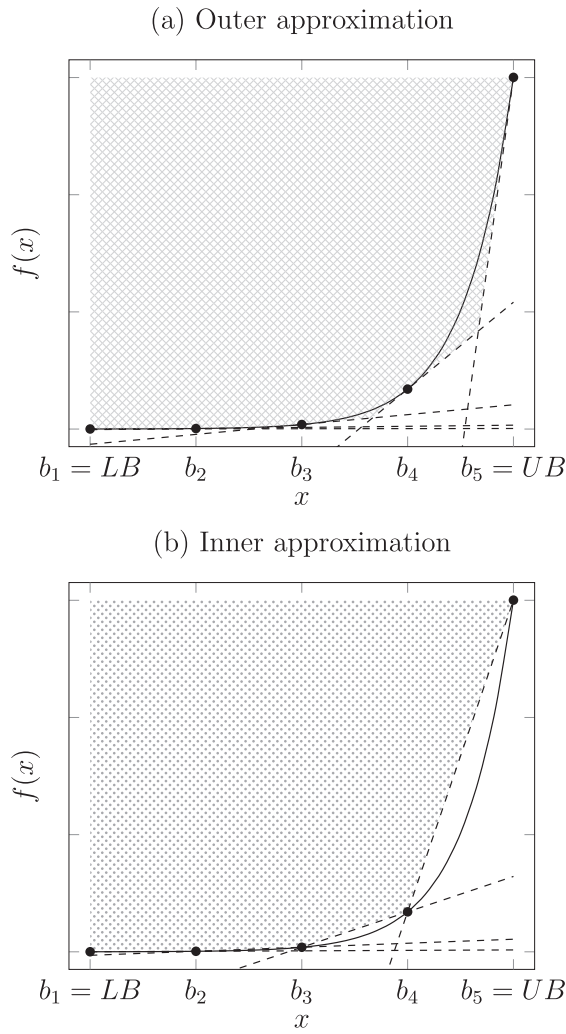 (a) Outer approximation
f(x)
b₁ = LB b₂ b₃ b₄ b₅ = UB
x
(b) Inner approximation
f(x)
b₁ = LB b₂ b₃ b₄ b₅ = UB
x